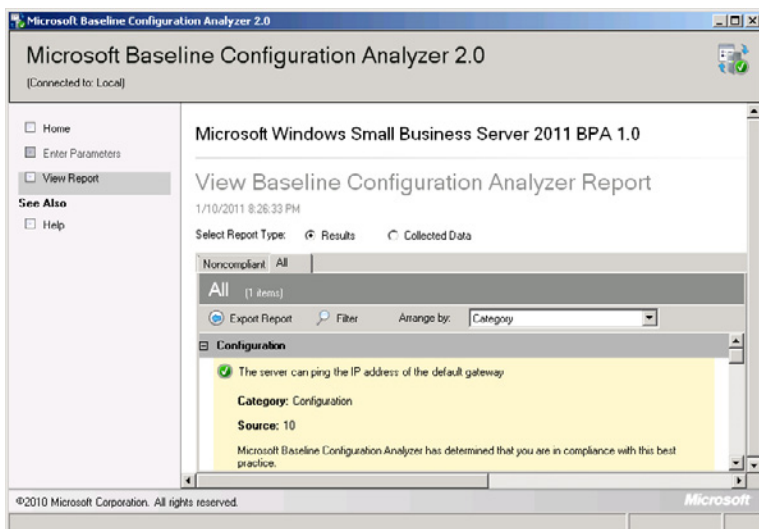 Microsoft Baseline Configuration Analyzer 2.0
Microsoft Baseline Configuration Analyzer 2.0
(Connected to: Local)
Home
Enter Parameters
View Report
See Also
Help
Microsoft Windows Small Business Server 2011 BPA 1.0
View Baseline Configuration Analyzer Report
1/10/2011 8:26:33 PM
Select Report Type: Results Collected Data
Noncompliant All
All (1 items)
Export Report Filter Arrange by: Category
Configuration
The server can ping the IP address of the default gateway
Category: Configuration
Source: 10
Microsoft Baseline Configuration Analyzer has determined that you are in compliance with this best
practice.
©2010 Microsoft Corporation. All rights reserved.
Microsoft